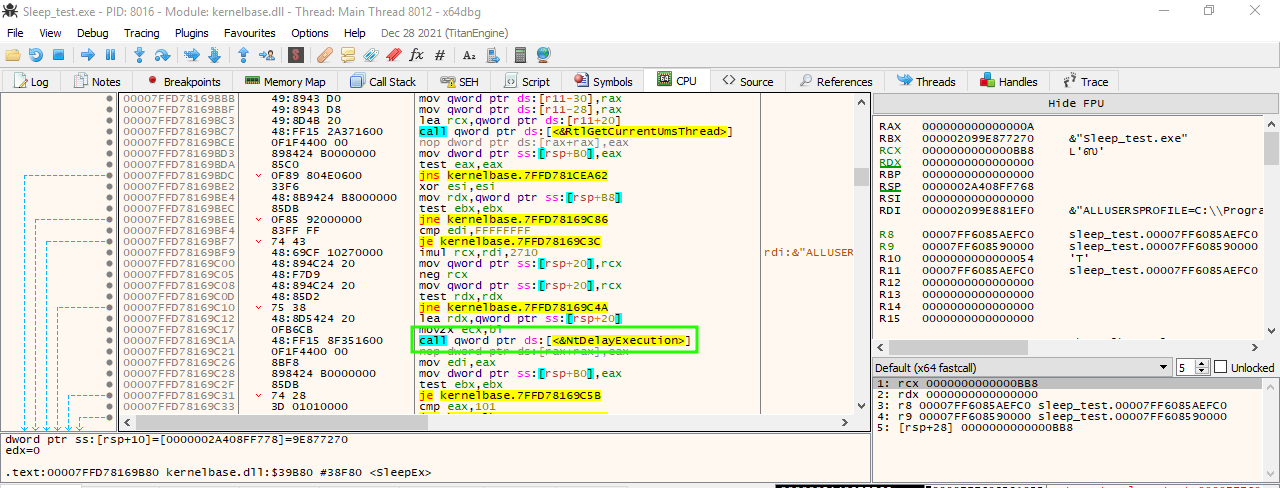 Sleep_test.exe - PID: 8016 - Module: kernelbase.dll - Thread: Main Thread 8012 - x64dbg
File View Debug Tracing Plugins Favourites Options Help Dec 28 2021 (TitanEngine)
Log Notes Breakpoints Memory Map Call Stack SEH Script Symbols CPU Source References Threads Handles Trace
00007FFD78169BBB 49:8943 D0 mov qword ptr ds:[r11-30],rax
00007FFD78169BBF 49:8943 D8 mov qword ptr ds:[r11-28],rax
00007FFD78169BC3 49:8D4B 20 lea rcx,qword ptr ds:[r11+20]
00007FFD78169BC7 48:FF15 2A371600 call qword ptr ds:[<&RtlGetCurrentUmsThread>]
00007FFD78169BCE 0F1F4400 00 nop dword ptr ds:[rax+rax],eax
00007FFD78169BD3 898424 B0000000 mov dword ptr ss:[rsp+B0],eax
00007FFD78169BDA 85C0 test eax,eax
00007FFD78169BDC 0F89 804E0600 jns kernelbase.7FFD781CEA62
00007FFD78169BE2 33F6 xor esi,esi
00007FFD78169BE4 48:8B9424 B8000000 mov rdx,qword ptr ss:[rsp+B8]
00007FFD78169BEC 85DB test ebx,ebx
00007FFD78169BEE 0F85 92000000 jne kernelbase.7FFD78169C86
00007FFD78169BF4 83FF FF cmp edi,FFFFFFFF
00007FFD78169BF7 74 43 je kernelbase.7FFD78169C3C
00007FFD78169BF9 48:69CF 10270000 imul rcx,rdi,2710 rdi:&"ALLUSERS
00007FFD78169C00 48:894C24 20 mov qword ptr ss:[rsp+20],rcx
00007FFD78169C05 48:F7D9 neg rcx
00007FFD78169C08 48:894C24 20 mov qword ptr ss:[rsp+20],rcx
00007FFD78169C0D 48:85D2 test rdx,rdx
00007FFD78169C10 75 38 jne kernelbase.7FFD78169C4A
00007FFD78169C12 48:8D5424 20 lea rdx,qword ptr ss:[rsp+20]
00007FFD78169C17 0FB6CB movzx ecx,bl
00007FFD78169C1A 48:FF15 8F351600 call qword ptr ds:[<&NtDelayExecution>]
00007FFD78169C21 0F1F4400 00 nop dword ptr ds:[rax+rax],eax
00007FFD78169C26 8BF8 mov edi,eax
00007FFD78169C28 898424 B0000000 mov dword ptr ss:[rsp+B0],eax
00007FFD78169C2F 85DB test ebx,ebx
00007FFD78169C31 74 28 je kernelbase.7FFD78169C5B
00007FFD78169C33 3D 01010000 cmp eax,101
Hide FPU
RAX 000000000000000A
RBX 000002099E877270 &"Sleep_test.exe"
RCX 0000000000000BB8
RDX 0000000000000000
RBP 0000000000000000
RSP 0000002A408FF768
RSI 0000000000000000
RDI 000002099E881EF0 &"ALLUSERSPROFILE=C:\\Progra
R8 00007FF6085AEFC0 sleep_test.00007FF6085AEFC0
R9 00007FF608590000 sleep_test.00007FF608590000
R10 0000000000000054 'T'
R11 00007FF6085AEFC0 sleep_test.00007FF6085AEFC0
R12 0000000000000000
R13 0000000000000000
R14 0000000000000000
R15 0000000000000000
Default (x64 fastcall) 5 Unlocked
1: rcx 0000000000000BB8
2: rdx 0000000000000000
3: r8 00007FF6085AEFC0 sleep_test.00007FF6085AEFC0
4: r9 00007FF608590000 sleep_test.00007FF608590000
5: [rsp+28] 0000000000000BB8
dword ptr ss:[rsp+10]=[0000002A408FF778]=9E877270
edx=0
.text:00007FFD78169B80 kernelbase.dll:$39B80 #38F80 <SleepEx>